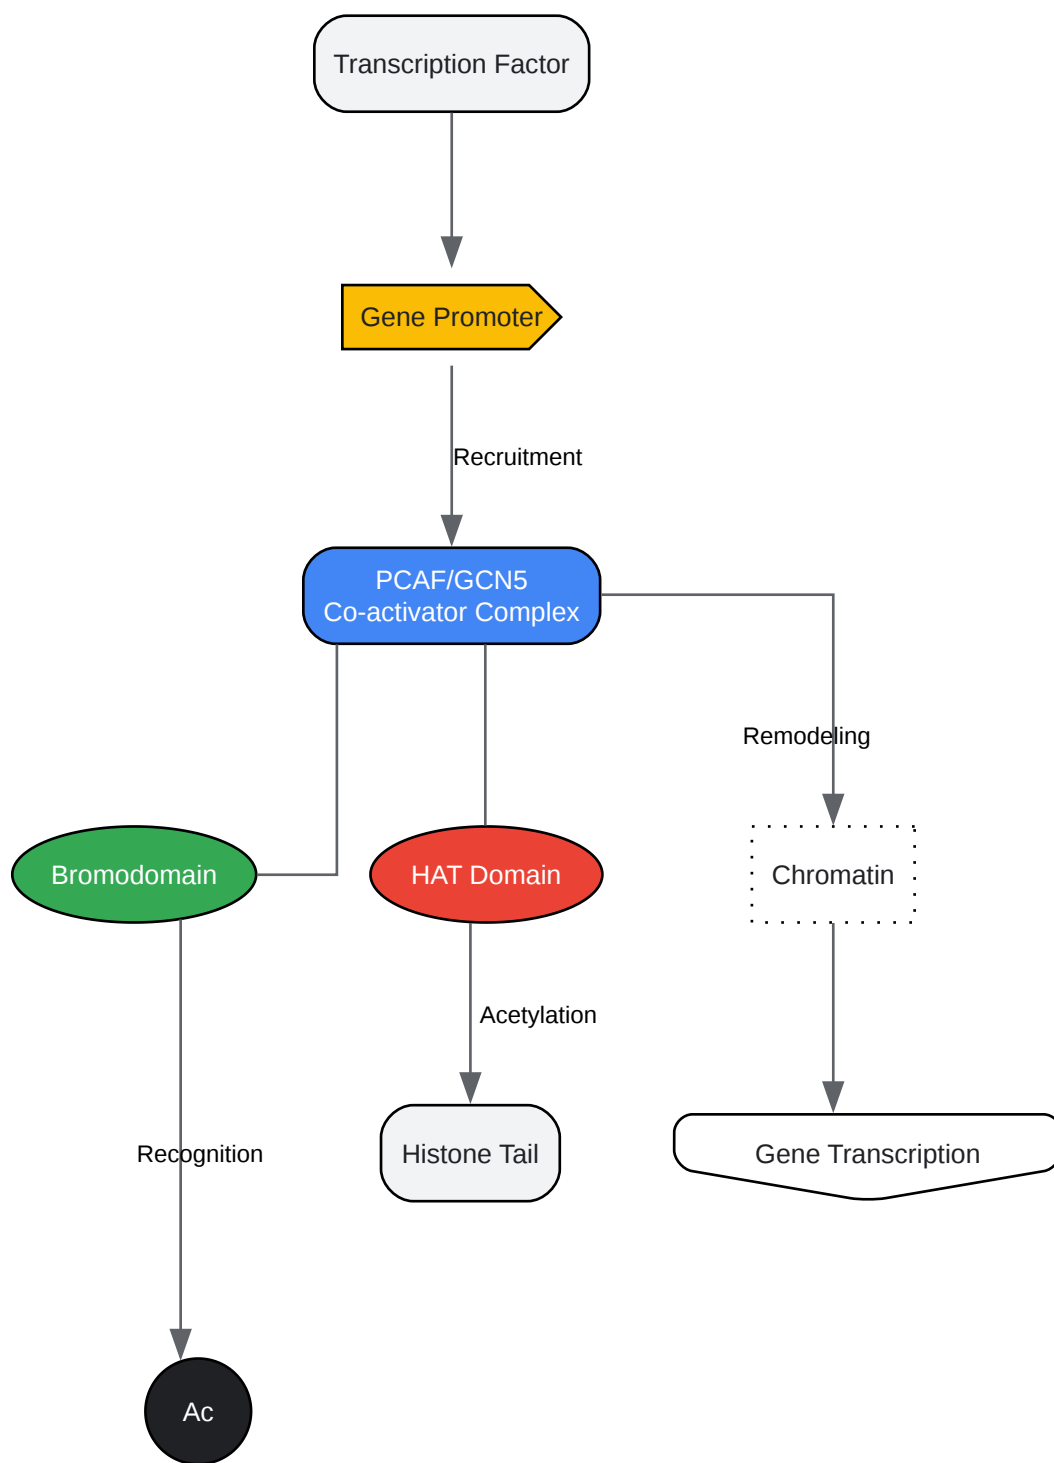 Transcription Factor
Gene Promoter
Recruitment
PCAF/GCN5
Co-activator Complex
Remodeling
Bromodomain
HAT Domain
Chromatin
Acetylation
Recognition
Histone Tail
Gene Transcription
Ac